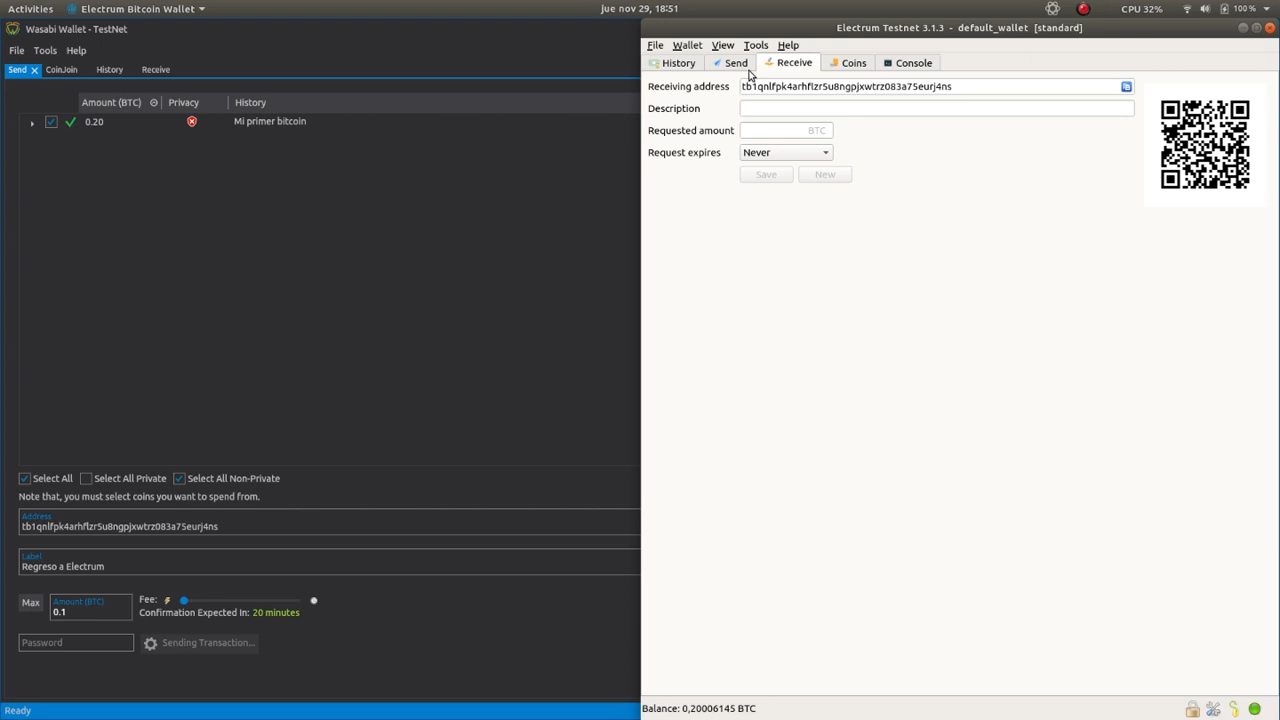 Activities
Electrum Bitcoin Wallet
jue nov 29, 18:51
CPU 32%
100 %
Wasabi Wallet - TestNet
File Tools Help
Send CoinJoin History Receive
Amount (BTC) Privacy History
0.20 Mi primer bitcoin
Select All Select All Private Select All Non-Private
Note that, you must select coins you want to spend from.
Address
tb1qnlfpk4arhflzr5u8ngpjxwtrz083a75eurj4ns
Label
Regreso a Electrum
Max
Amount (BTC)
0.1
Fee:
Confirmation Expected In: 20 minutes
Password
Sending Transaction...
Ready
Electrum Testnet 3.1.3 - default_wallet [standard]
File Wallet View Tools Help
History Send Receive Coins Console
Receiving address tb1qnlfpk4arhflzr5u8ngpjxwtrz083a75eurj4ns
Description
Requested amount BTC
Request expires Never
Save New
Balance: 0,20006145 BTC